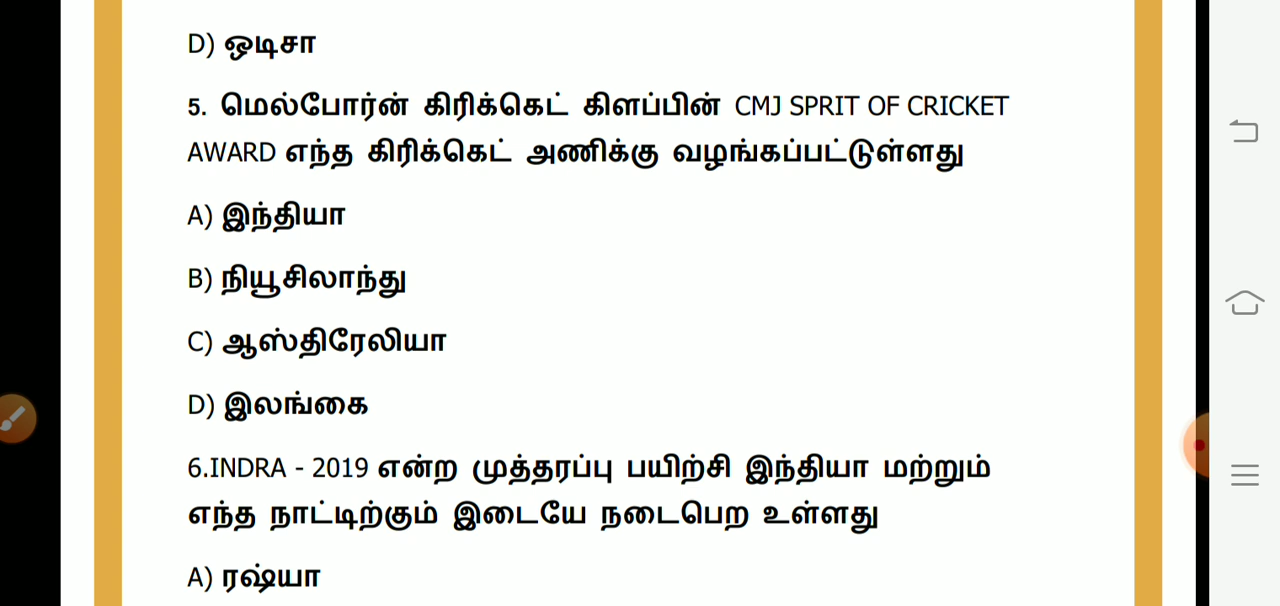 D) ஒடிசா
5. மெல்போர்ன் கிரிக்கெட் கிளப்பின் CMJ SPRIT OF CRICKET
AWARD எந்த கிரிக்கெட் அணிக்கு வழங்கப்பட்டுள்ளது
A) இந்தியா
B) நியூசிலாந்து
C) ஆஸ்திரேலியா
D) இலங்கை
6.INDRA - 2019 என்ற முத்தரப்பு பயிற்சி இந்தியா மற்றும்
எந்த நாட்டிற்கும் இடையே நடைபெற உள்ளது
A) ரஷ்யா